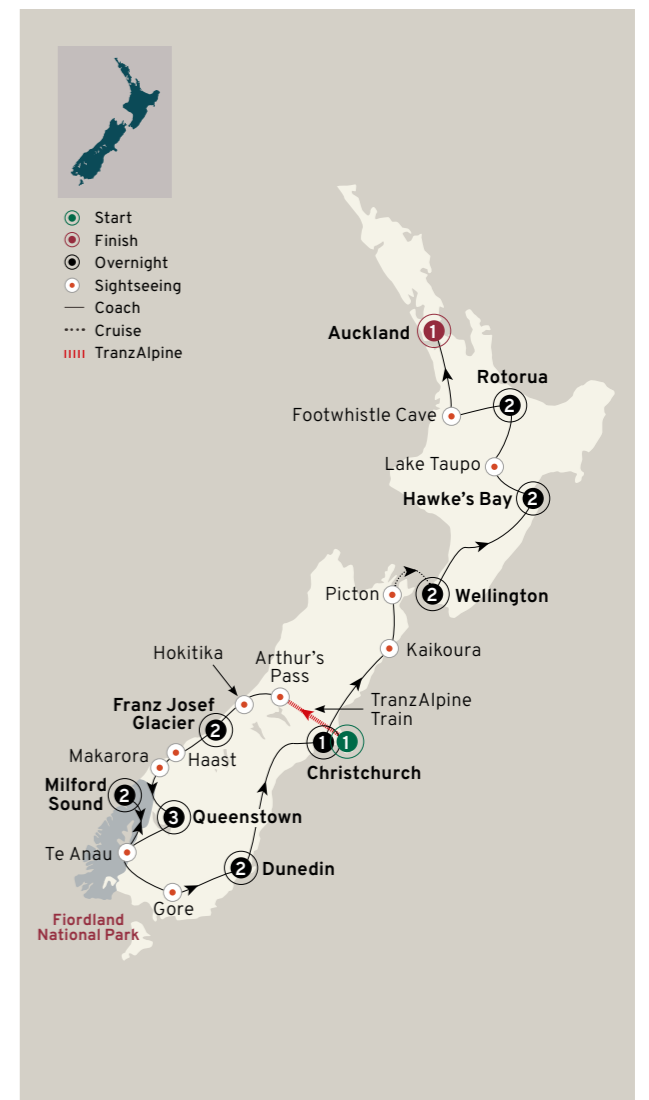 Start
Finish
Overnight
Sightseeing
Coach
Cruise
TranzAlpine
Auckland
1
Rotorua
2
Footwhistle Cave
Lake Taupo
Hawke's Bay
2
Picton
2
Wellington
Kaikoura
Hokitika
Arthur's
Pass
TranzAlpine
Train
Franz Josef
Glacier
2
1
1
Christchurch
Makarora
Haast
Milford
Sound
2
3
Queenstown
Te Anau
2
Dunedin
Gore
Fiordland
National Park